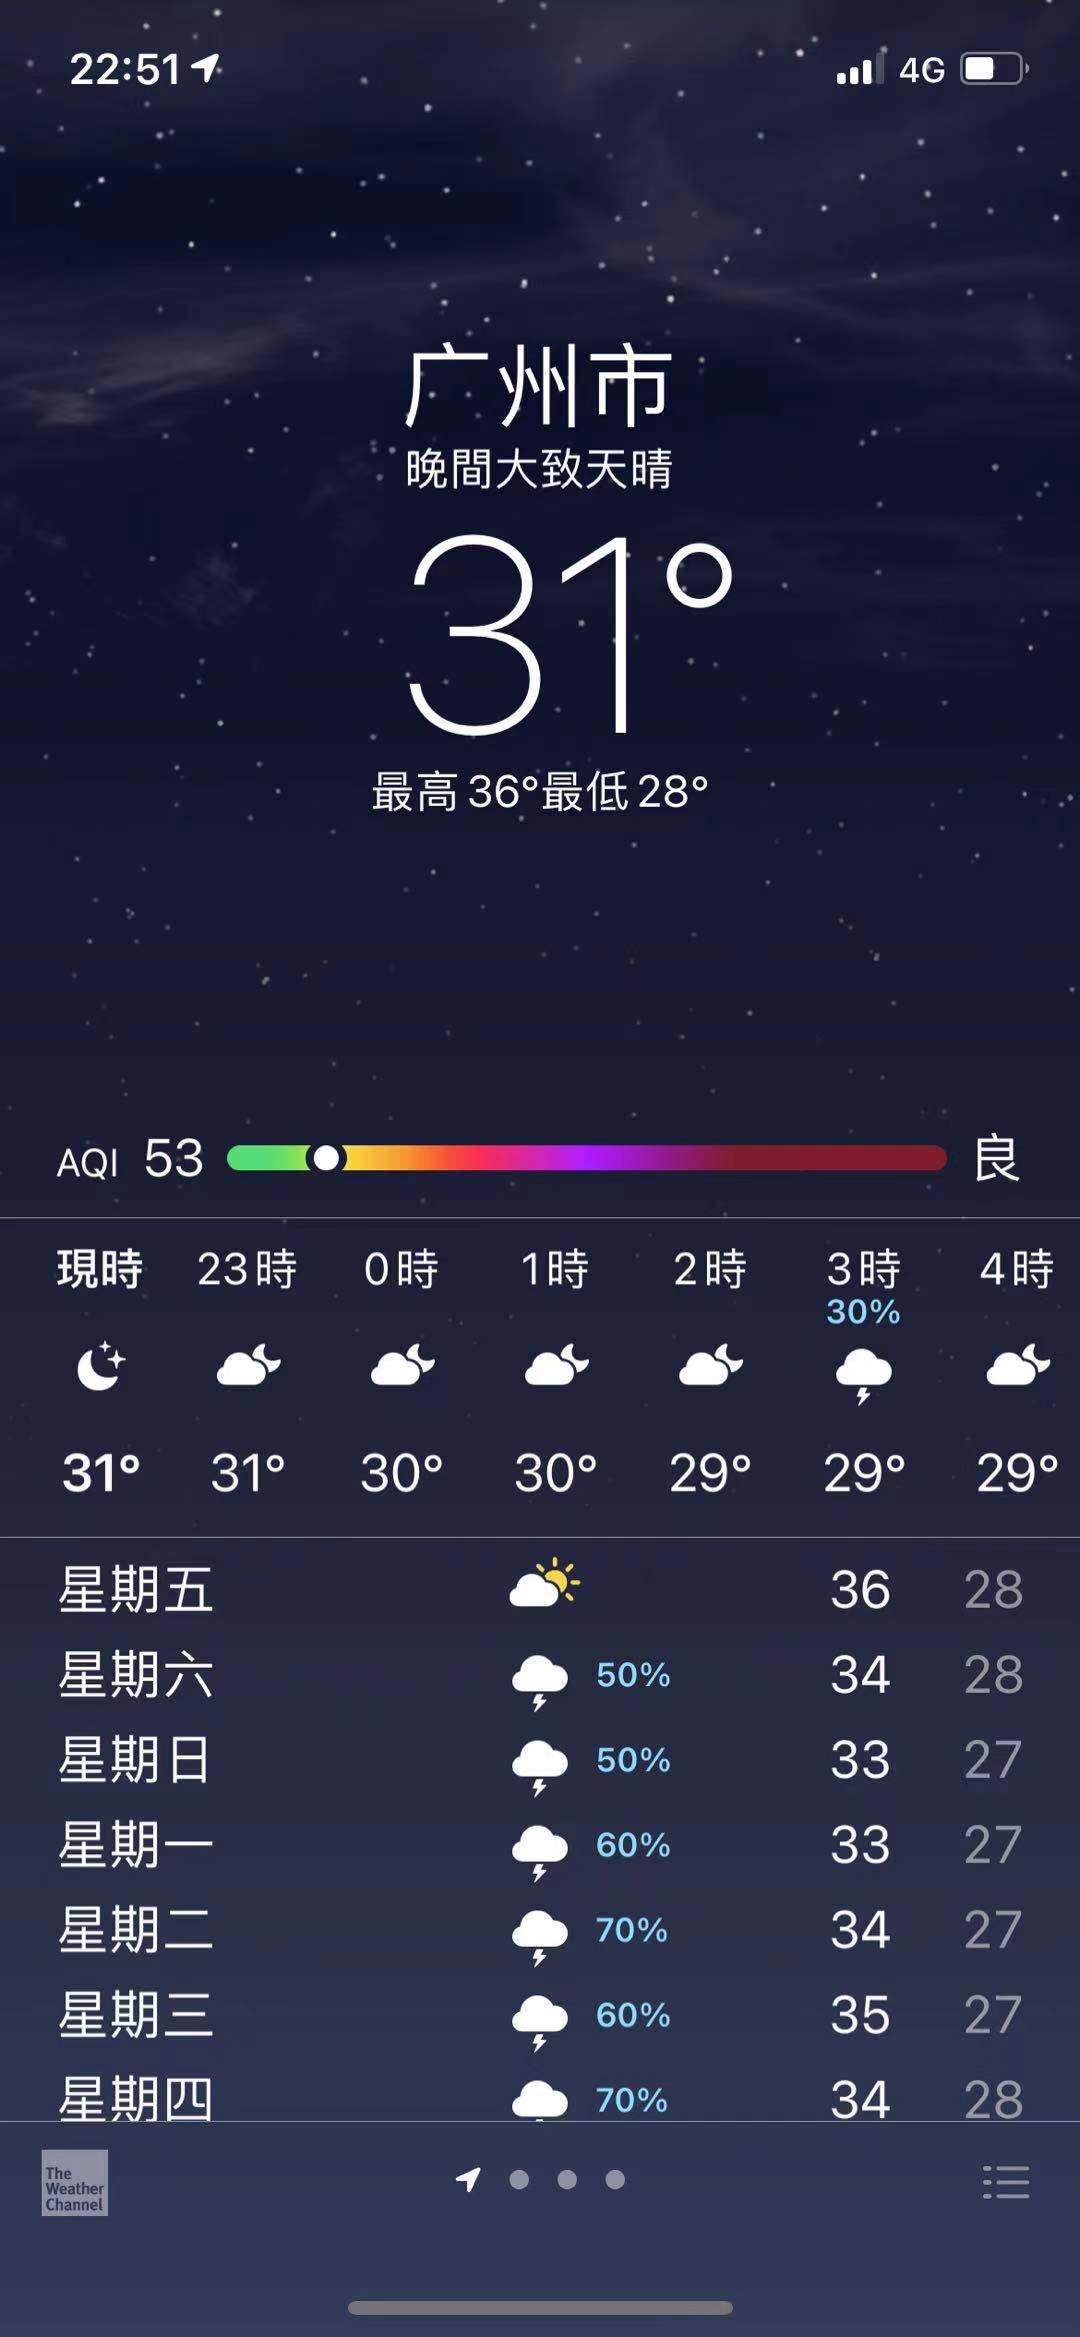 22:51 4G
广州市
晚間大致天晴
31°
最高 36°最低 28°
AQI 53 良
現時 23時 0時 1時 2時 3時 4時
30%
31° 31° 30° 30° 29° 29° 29°
星期五 36 28
星期六 50% 34 28
星期日 50% 33 27
星期一 60% 33 27
星期二 70% 34 27
星期三 60% 35 27
星期四 70% 34 28
The
Weather
Channel